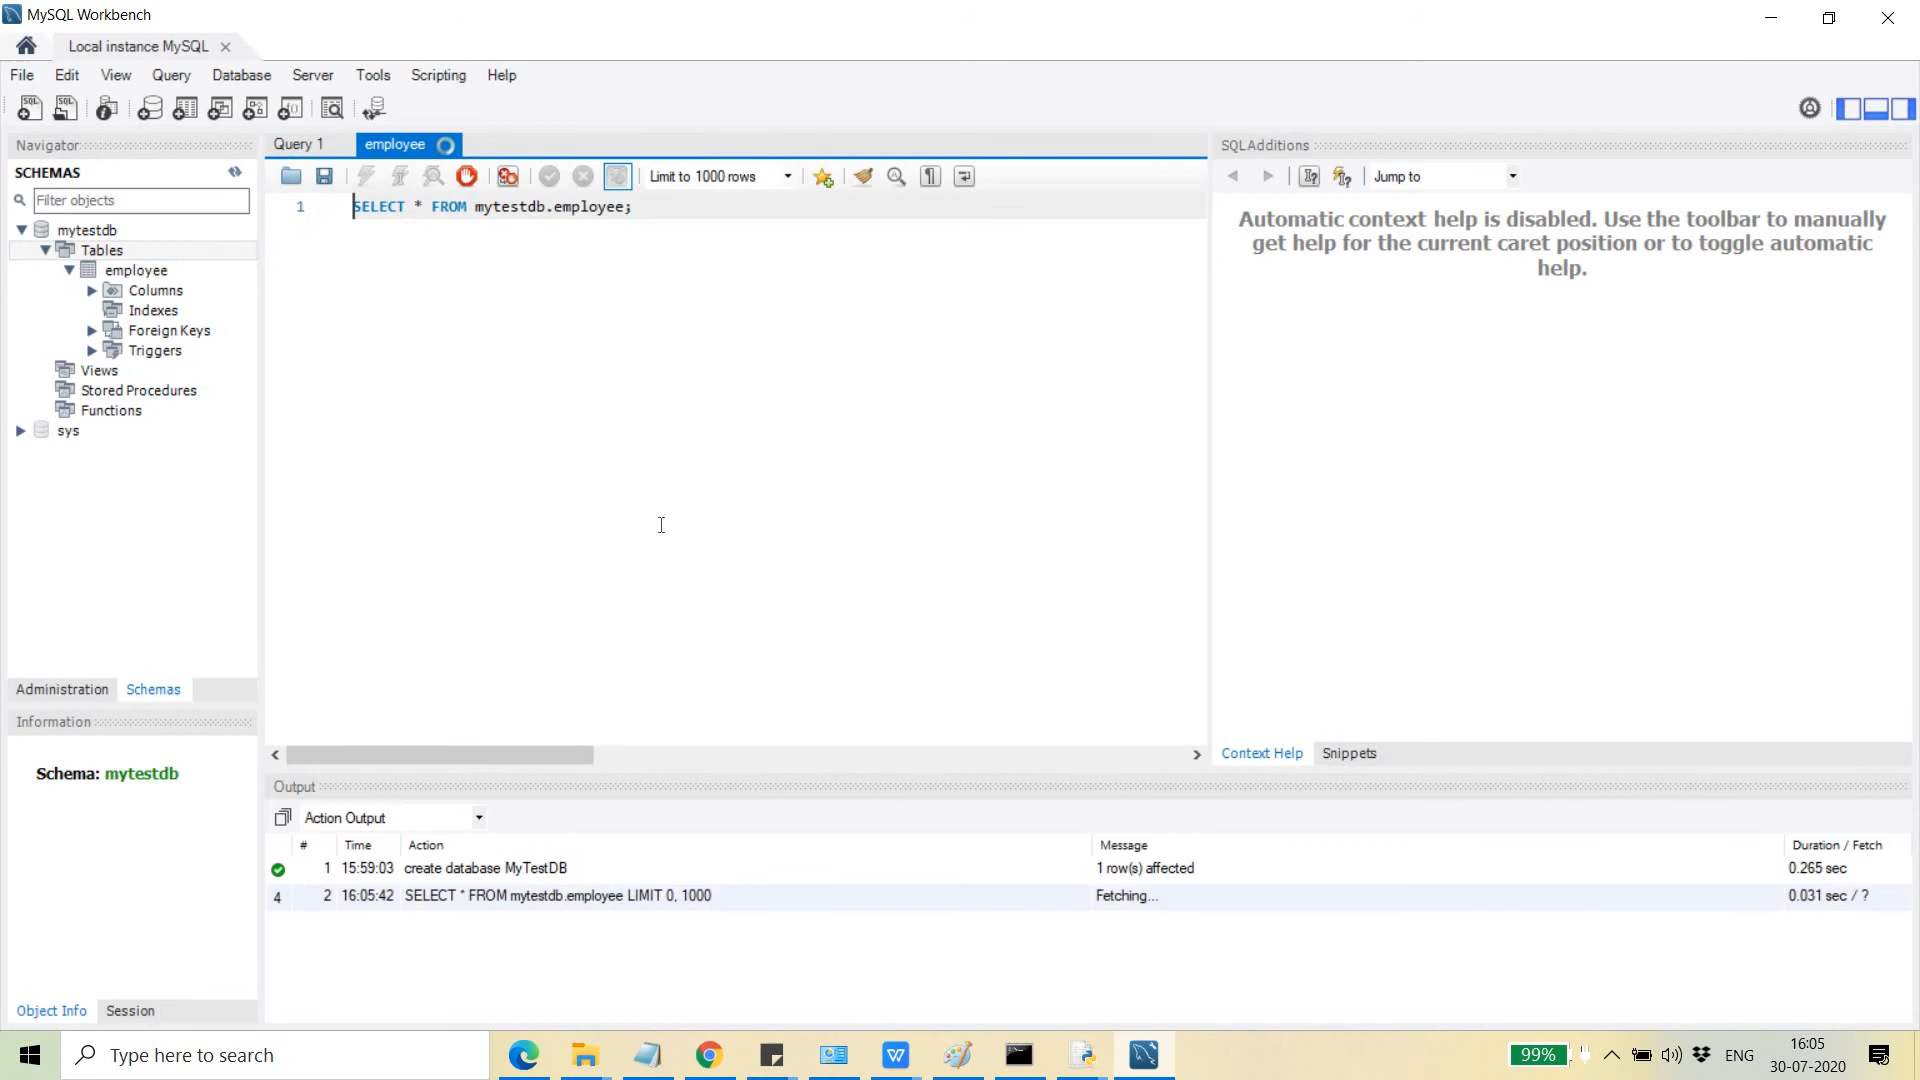 MySQL Workbench
Local instance MySQL
File Edit View Query Database Server Tools Scripting Help
Navigator
SCHEMAS
Filter objects
mytestdb
Tables
employee
Columns
Indexes
Foreign Keys
Triggers
Views
Stored Procedures
Functions
sys
Administration Schemas
Information
Schema: mytestdb
Object Info Session
Query 1 employee
Limit to 1000 rows
1 SELECT * FROM mytestdb.employee;
SQLAdditions
Jump to
Automatic context help is disabled. Use the toolbar to manually
get help for the current caret position or to toggle automatic
help.
Context Help Snippets
Output
Action Output
# Time Action Message Duration / Fetch
1 15:59:03 create database MyTestDB 1 row(s) affected 0.265 sec
4 2 16:05:42 SELECT * FROM mytestdb.employee LIMIT 0, 1000 Fetching... 0.031 sec / ?
Type here to search
99%
ENG
16:05
30-07-2020